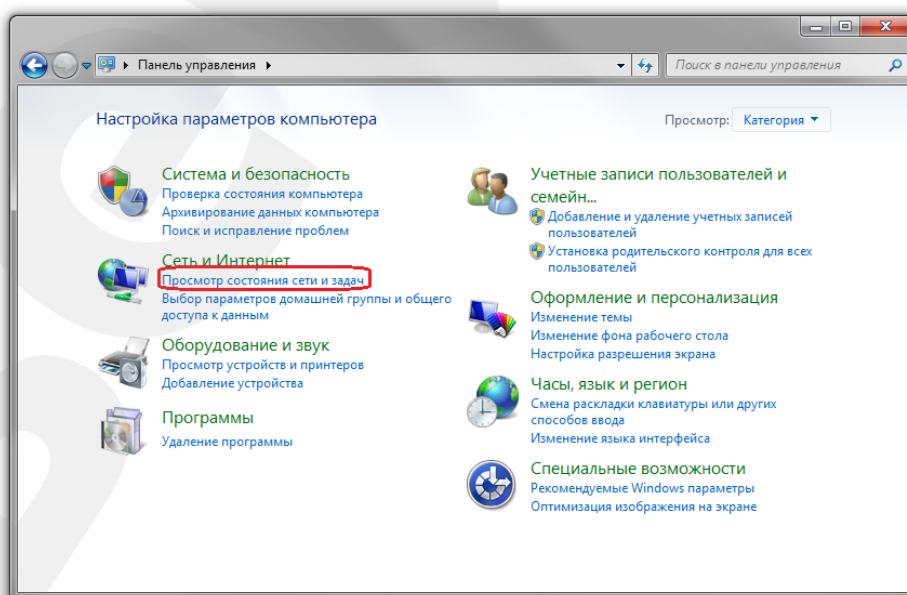 Панель управления
Поиск в панели управления
Настройка параметров компьютера
Просмотр: Категория
Система и безопасность
Проверка состояния компьютера
Архивирование данных компьютера
Поиск и исправление проблем
Сеть и Интернет
Просмотр состояния сети и задач
Выбор параметров домашней группы и общего
доступа к данным
Оборудование и звук
Просмотр устройств и принтеров
Добавление устройства
Программы
Удаление программы
Учетные записи пользователей и
семейн...
Добавление и удаление учетных записей
пользователей
Установка родительского контроля для всех
пользователей
Оформление и персонализация
Изменение темы
Изменение фона рабочего стола
Настройка разрешения экрана
Часы, язык и регион
Смена раскладки клавиатуры или других
способов ввода
Изменение языка интерфейса
Специальные возможности
Рекомендуемые Windows параметры
Оптимизация изображения на экране